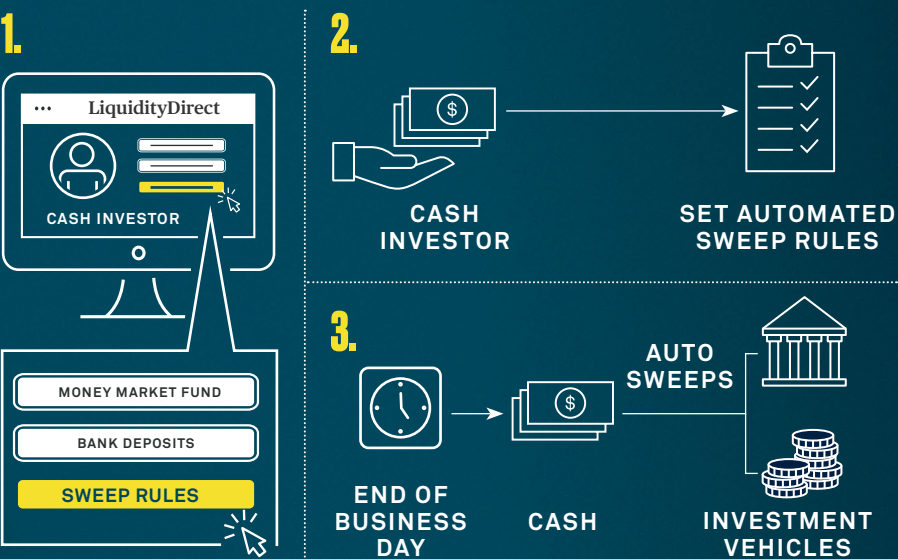 1.
LiquidityDirect
CASH INVESTOR
MONEY MARKET FUND
BANK DEPOSITS
SWEEP RULES
2.
$
CASH
INVESTOR
SET AUTOMATED
SWEEP RULES
3.
END OF
BUSINESS
DAY
$
CASH
AUTO
SWEEPS
INVESTMENT
VEHICLES